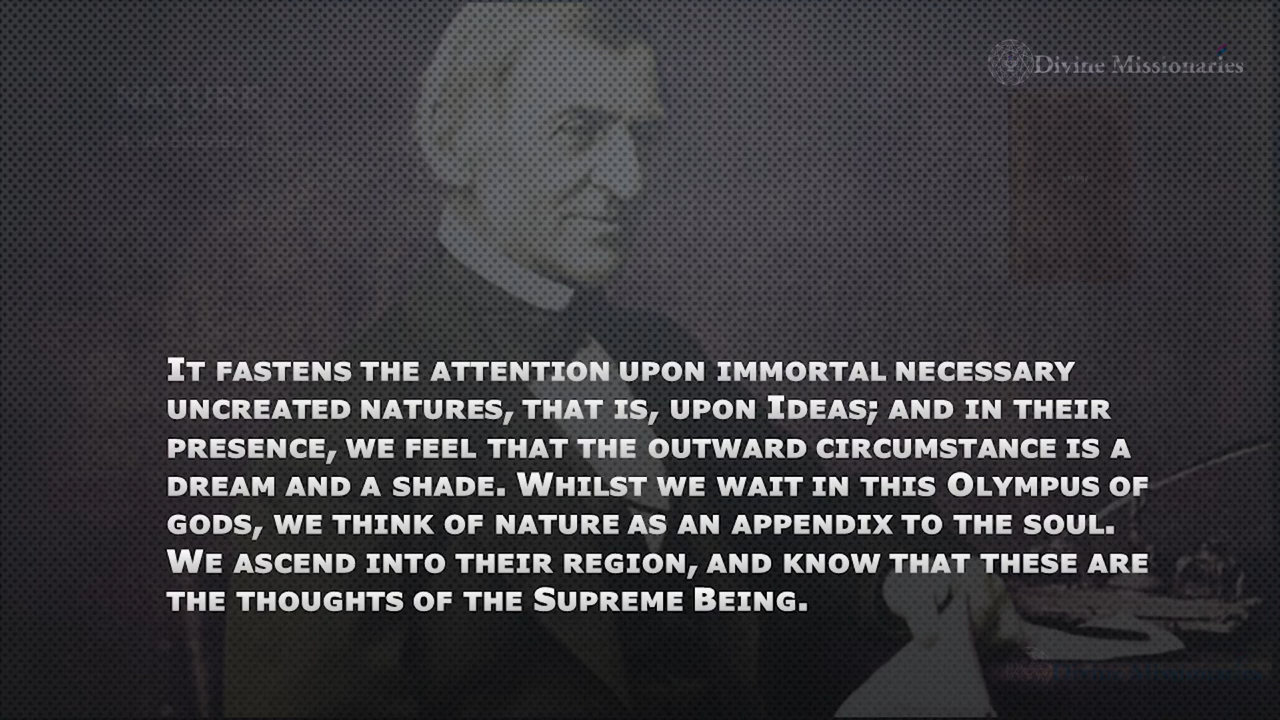 Divine Missionaries
NATURE
It fastens the attention upon immortal necessary
uncreated natures, that is, upon Ideas; and in their
presence, we feel that the outward circumstance is a
dream and a shade. Whilst we wait in this Olympus of
gods, we think of nature as an appendix to the soul.
We ascend into their region, and know that these are
the thoughts of the Supreme Being.